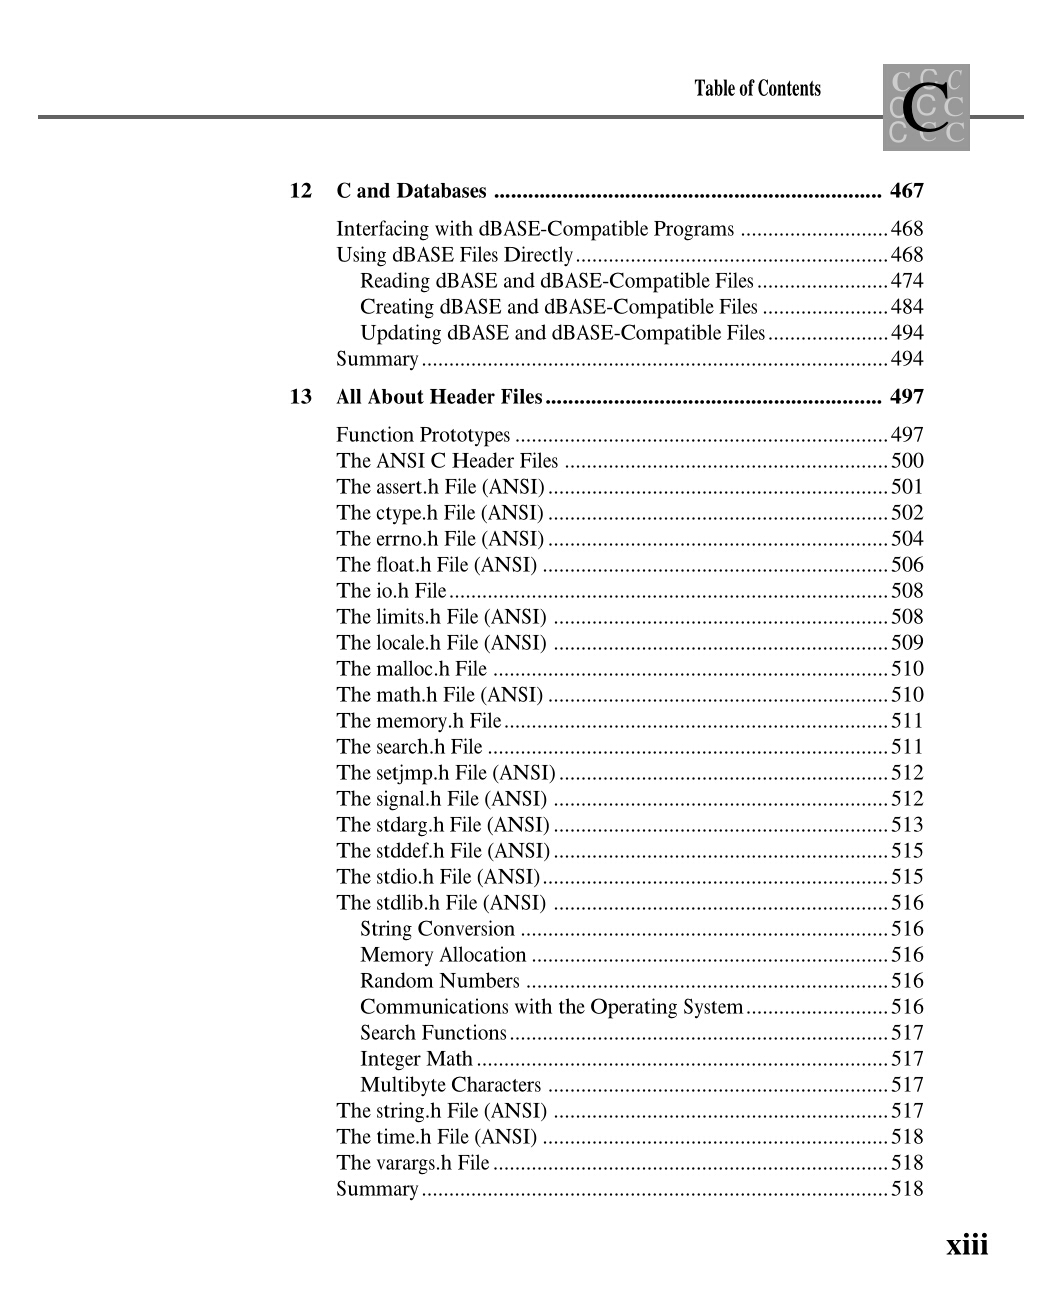 Table of Contents
C C C C C C C C C C
12 C and Databases ..................................................................... 467
Interfacing with dBASE-Compatible Programs ........................... 468
Using dBASE Files Directly ......................................................... 468
Reading dBASE and dBASE-Compatible Files ........................ 474
Creating dBASE and dBASE-Compatible Files ....................... 484
Updating dBASE and dBASE-Compatible Files ...................... 494
Summary ..................................................................................... 494
13 All About Header Files ........................................................... 497
Function Prototypes .................................................................... 497
The ANSI C Header Files ........................................................... 500
The assert.h File (ANSI) .............................................................. 501
The ctype.h File (ANSI) .............................................................. 502
The errno.h File (ANSI) .............................................................. 504
The float.h File (ANSI) ............................................................... 506
The io.h File ................................................................................ 508
The limits.h File (ANSI) ............................................................. 508
The locale.h File (ANSI) ............................................................. 509
The malloc.h File ........................................................................ 510
The math.h File (ANSI) .............................................................. 510
The memory.h File ...................................................................... 511
The search.h File ......................................................................... 511
The setjmp.h File (ANSI) ............................................................ 512
The signal.h File (ANSI) ............................................................. 512
The stdarg.h File (ANSI) ............................................................. 513
The stddef.h File (ANSI) ............................................................. 515
The stdio.h File (ANSI) ............................................................... 515
The stdlib.h File (ANSI) ............................................................. 516
String Conversion ................................................................... 516
Memory Allocation ................................................................. 516
Random Numbers .................................................................. 516
Communications with the Operating System .......................... 516
Search Functions ..................................................................... 517
Integer Math ........................................................................... 517
Multibyte Characters .............................................................. 517
The string.h File (ANSI) ............................................................. 517
The time.h File (ANSI) ............................................................... 518
The varargs.h File ........................................................................ 518
Summary ..................................................................................... 518
xiii